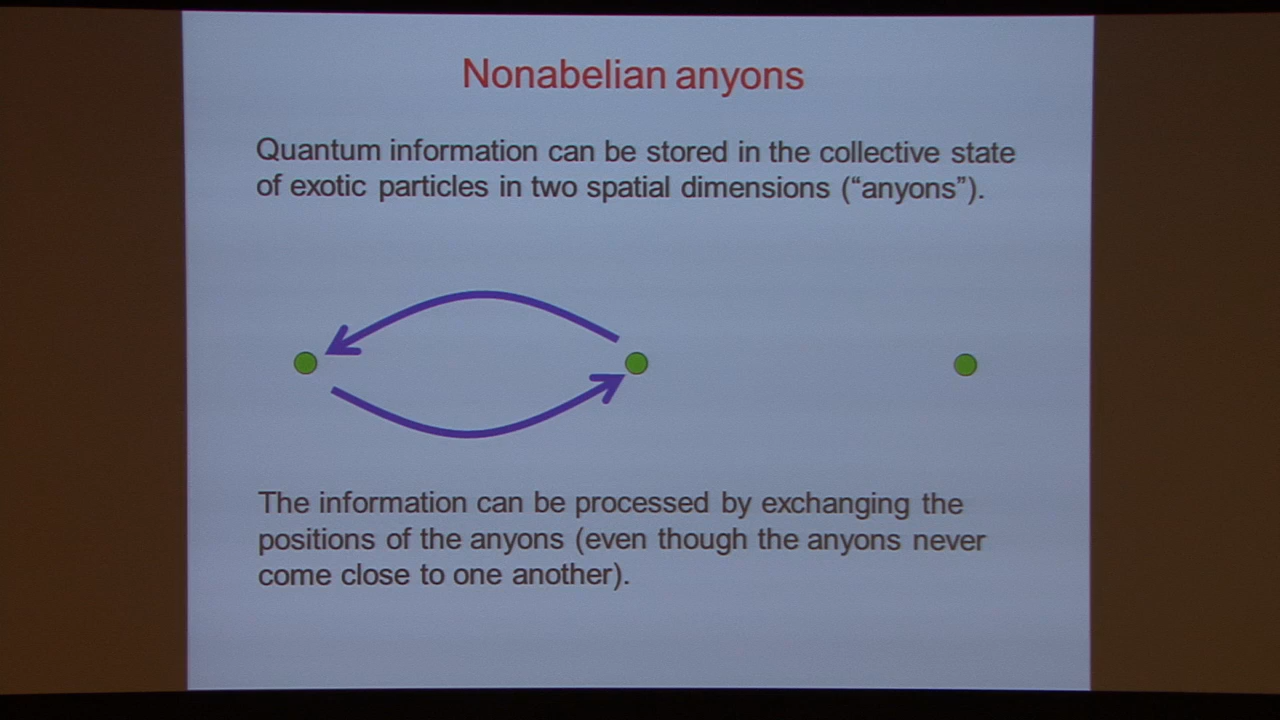 Nonabelian anyons
Quantum information can be stored in the collective state
of exotic particles in two spatial dimensions (“anyons”).
The information can be processed by exchanging the
positions of the anyons (even though the anyons never
come close to one another).